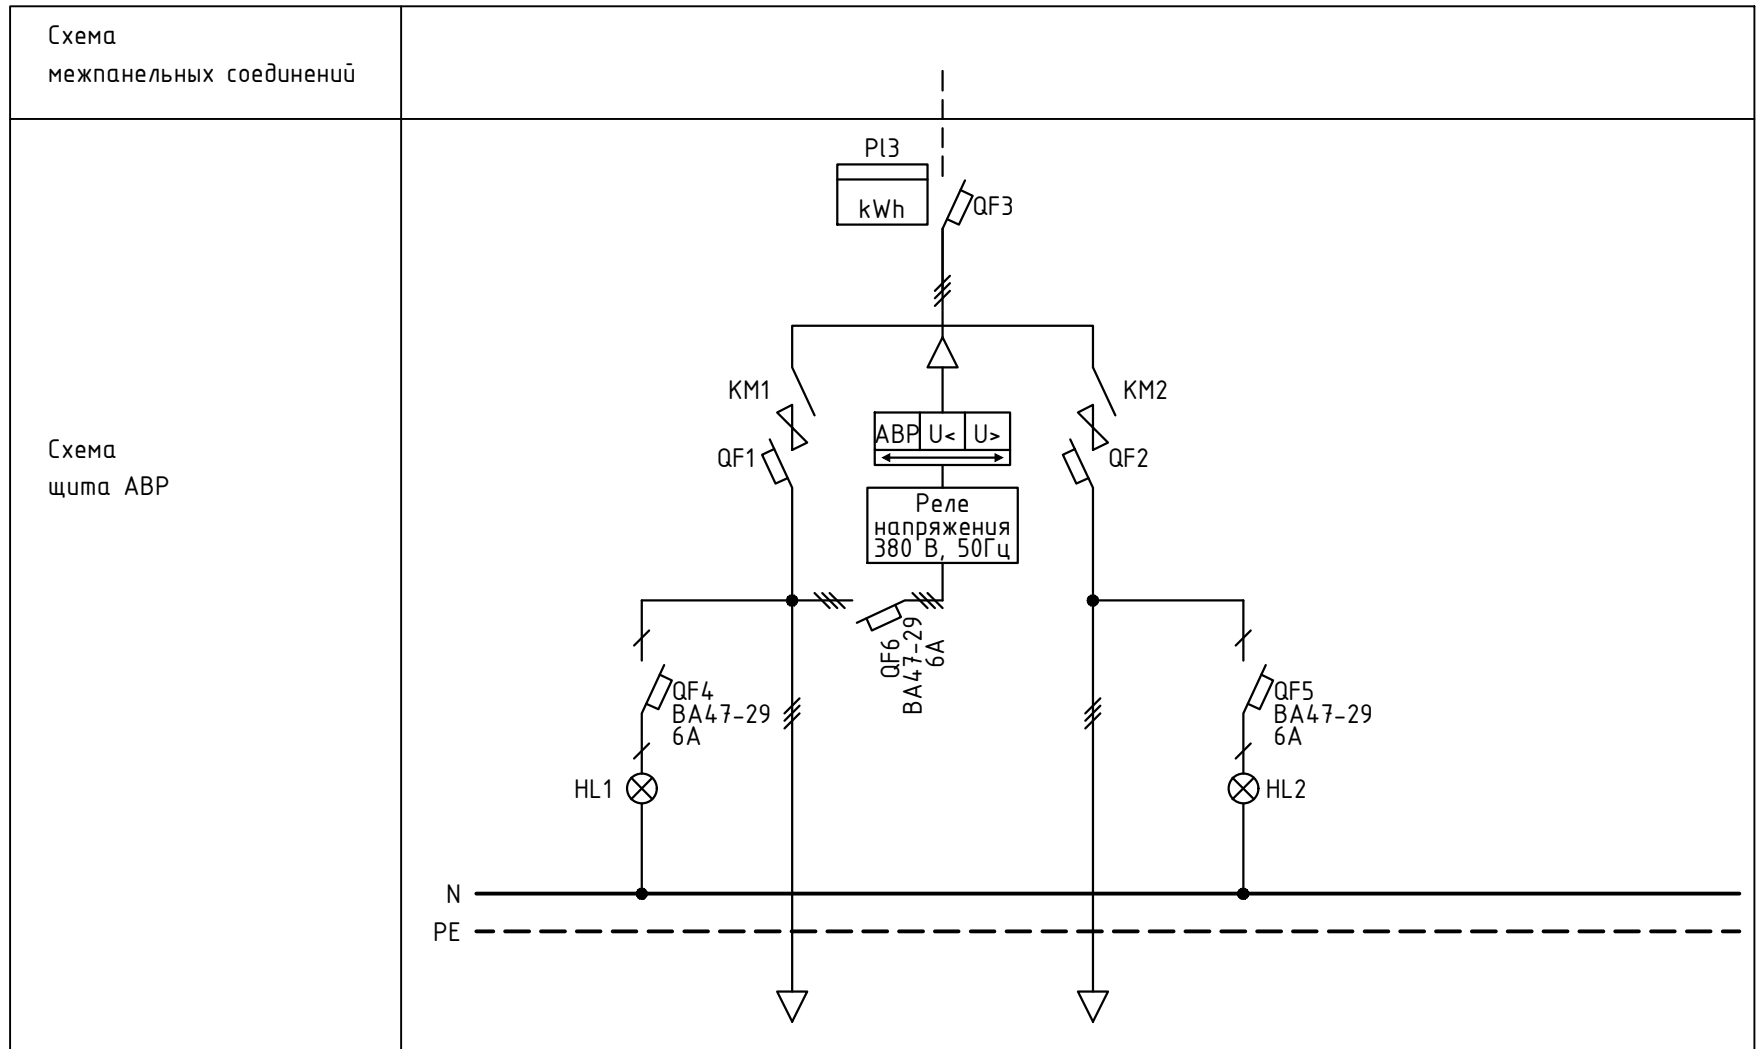 Схема
межпанельных соединений
PI3
kWh
QF3
KM1
KM2
АВР
U<
U>
QF1
QF2
Схема
щита АВР
Реле
напряжения
380 В, 50Гц
QF6
ВА47-29
6А
QF4
ВА47-29
6А
QF5
ВА47-29
6А
HL1
HL2
N
PE